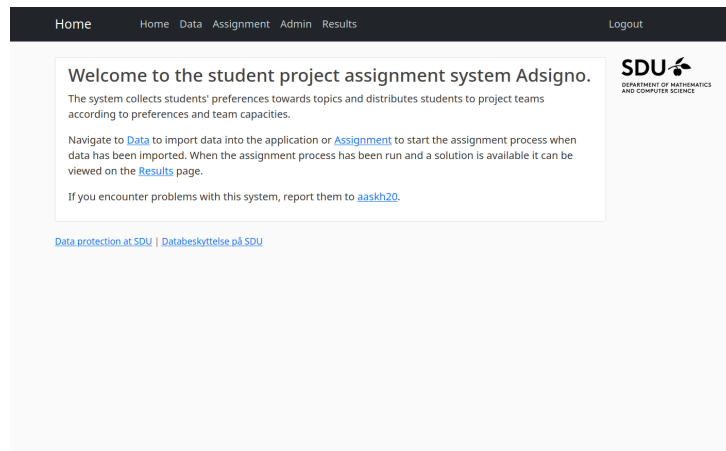 Home Home Data Assignment Admin Results Logout
Welcome to the student project assignment system Adsigno.
The system collects students' preferences towards topics and distributes students to project teams
according to preferences and team capacities.
Navigate to Data to import data into the application or Assignment to start the assignment process when
data has been imported. When the assignment process has been run and a solution is available it can be
viewed on the Results page.
If you encounter problems with this system, report them to aaskh20.
SDU
DEPARTMENT OF MATHEMATICS
AND COMPUTER SCIENCE
Data protection at SDU | Databeskyttelse på SDU